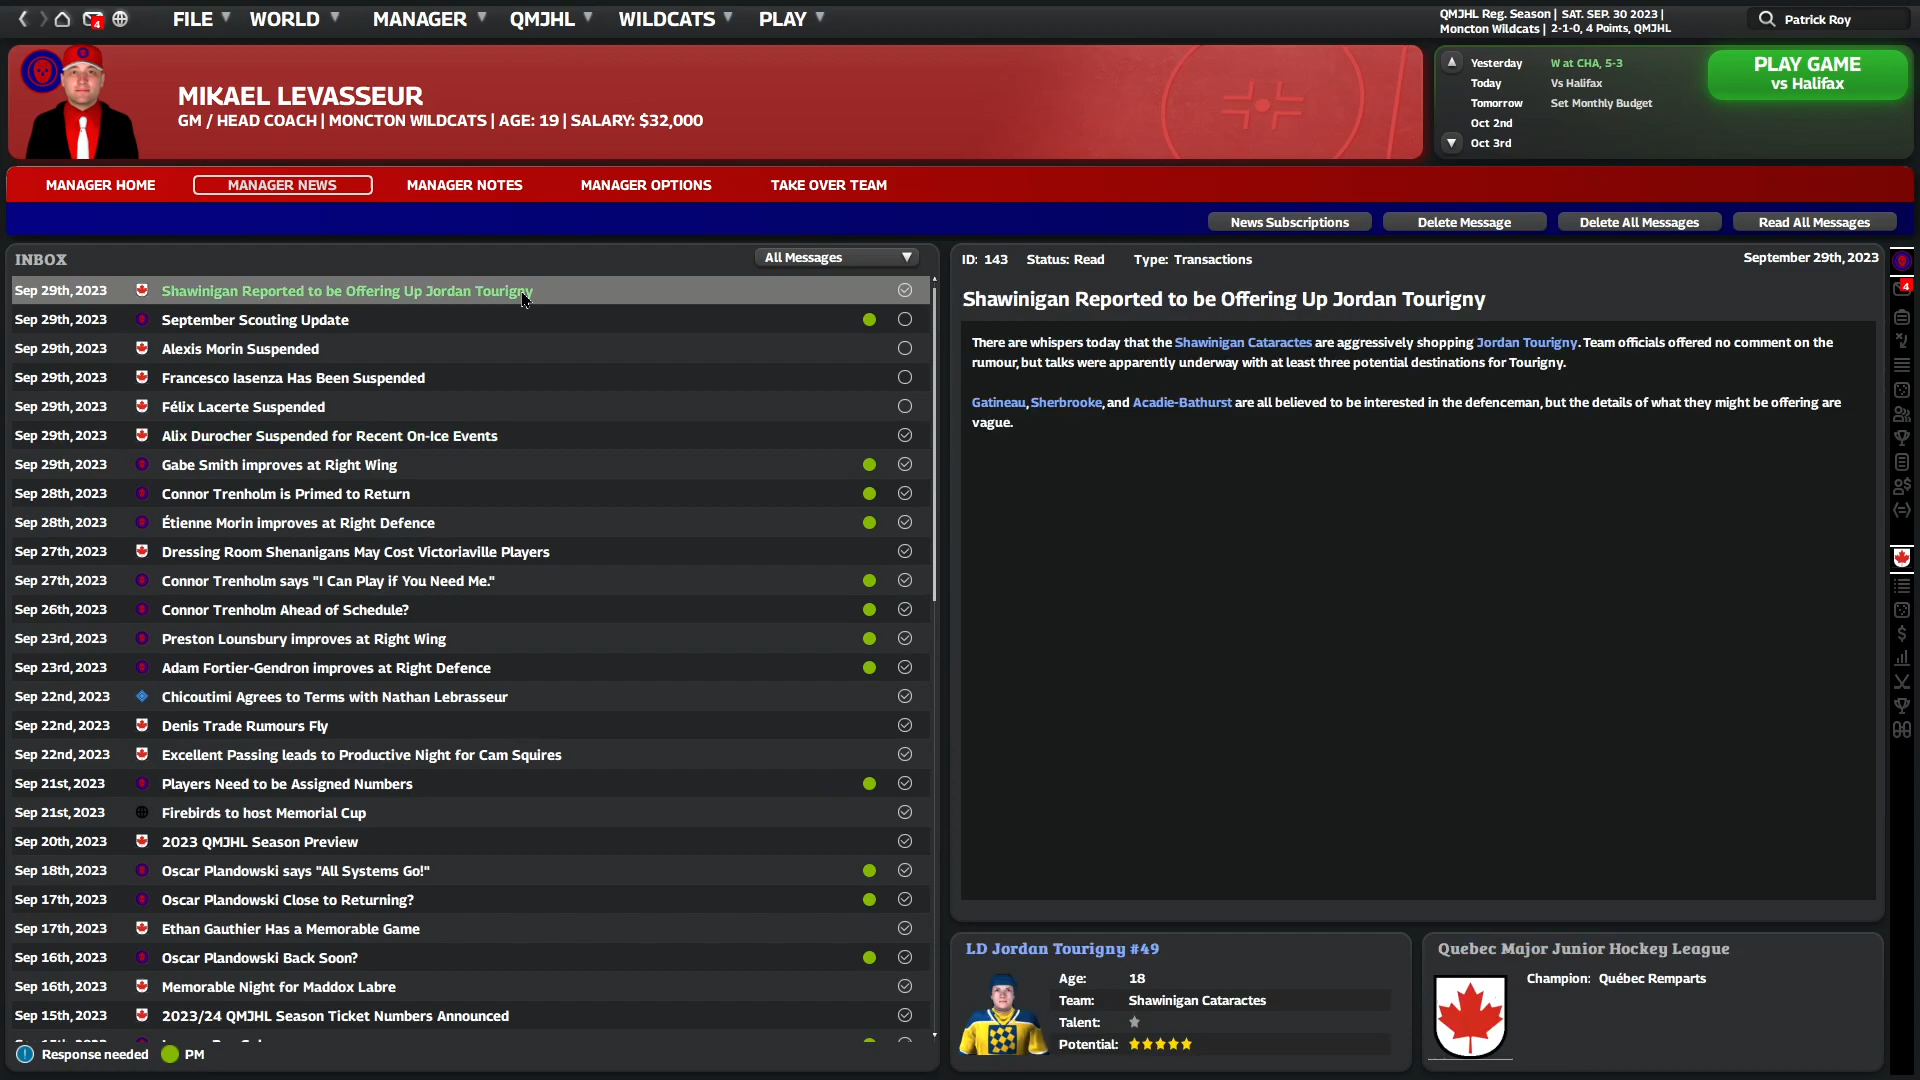 4
FILE
WORLD
MANAGER
QMJHL
WILDCATS
PLAY
QMJHL Reg. Season | SAT. SEP. 30 2023 |
Moncton Wildcats | 2-1-0, 4 Points, QMJHL
Patrick Roy
MIKAEL LEVASSEUR
GM / HEAD COACH | MONCTON WILDCATS | AGE: 19 | SALARY: $32,000
Yesterday W at CHA, 5-3
Today Vs Halifax
Tomorrow Set Monthly Budget
Oct 2nd
Oct 3rd
PLAY GAME
vs Halifax
MANAGER HOME
MANAGER NEWS
MANAGER NOTES
MANAGER OPTIONS
TAKE OVER TEAM
News Subscriptions
Delete Message
Delete All Messages
Read All Messages
INBOX
All Messages
Sep 29th, 2023 Shawinigan Reported to be Offering Up Jordan Tourigny
Sep 29th, 2023 September Scouting Update
Sep 29th, 2023 Alexis Morin Suspended
Sep 29th, 2023 Francesco Iasenza Has Been Suspended
Sep 29th, 2023 Félix Lacerte Suspended
Sep 29th, 2023 Alix Durocher Suspended for Recent On-Ice Events
Sep 29th, 2023 Gabe Smith improves at Right Wing
Sep 28th, 2023 Connor Trenholm is Primed to Return
Sep 28th, 2023 Étienne Morin improves at Right Defence
Sep 27th, 2023 Dressing Room Shenanigans May Cost Victoriaville Players
Sep 27th, 2023 Connor Trenholm says "I Can Play if You Need Me."
Sep 26th, 2023 Connor Trenholm Ahead of Schedule?
Sep 23rd, 2023 Preston Lounsbury improves at Right Wing
Sep 23rd, 2023 Adam Fortier-Gendron improves at Right Defence
Sep 22nd, 2023 Chicoutimi Agrees to Terms with Nathan Lebrasseur
Sep 22nd, 2023 Denis Trade Rumours Fly
Sep 22nd, 2023 Excellent Passing leads to Productive Night for Cam Squires
Sep 21st, 2023 Players Need to be Assigned Numbers
Sep 21st, 2023 Firebirds to host Memorial Cup
Sep 20th, 2023 2023 QMJHL Season Preview
Sep 18th, 2023 Oscar Plandowski says "All Systems Go!"
Sep 17th, 2023 Oscar Plandowski Close to Returning?
Sep 17th, 2023 Ethan Gauthier Has a Memorable Game
Sep 16th, 2023 Oscar Plandowski Back Soon?
Sep 16th, 2023 Memorable Night for Maddox Labre
Sep 15th, 2023 2023/24 QMJHL Season Ticket Numbers Announced
Response needed
PM
ID: 143 Status: Read Type: Transactions
September 29th, 2023
Shawinigan Reported to be Offering Up Jordan Tourigny
There are whispers today that the Shawinigan Cataractes are aggressively shopping Jordan Tourigny. Team officials offered no comment on the
rumour, but talks were apparently underway with at least three potential destinations for Tourigny.
Gatineau, Sherbrooke, and Acadie-Bathurst are all believed to be interested in the defenceman, but the details of what they might be offering are
vague.
4
LD Jordan Tourigny #49
Age: 18
Team: Shawinigan Cataractes
Talent:
Potential:
Quebec Major Junior Hockey League
Champion: Québec Remparts